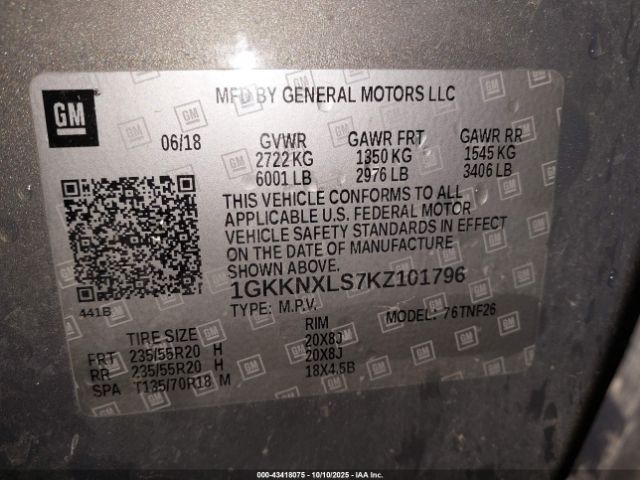 GM
MFD BY GENERAL MOTORS LLC
06/18 GVWR GAWR FRT GAWR RR
2722 KG 1350 KG 1545 KG
6001 LB 2976 LB 3406 LB
THIS VEHICLE CONFORMS TO ALL
APPLICABLE U.S. FEDERAL MOTOR
VEHICLE SAFETY STANDARDS IN EFFECT
ON THE DATE OF MANUFACTURE
SHOWN ABOVE.
1GKKNXLS7KZ101796
441B
TYPE: M.P.V. MODEL: 76TNF26
TIRE SIZE RIM
FRT 235/55R20 H 20X8J
RR 235/55R20 H 20X8J
SPA T135/70R18 M 18X4.5B
000-43418075 - 10/10/2025 - IAA Inc.